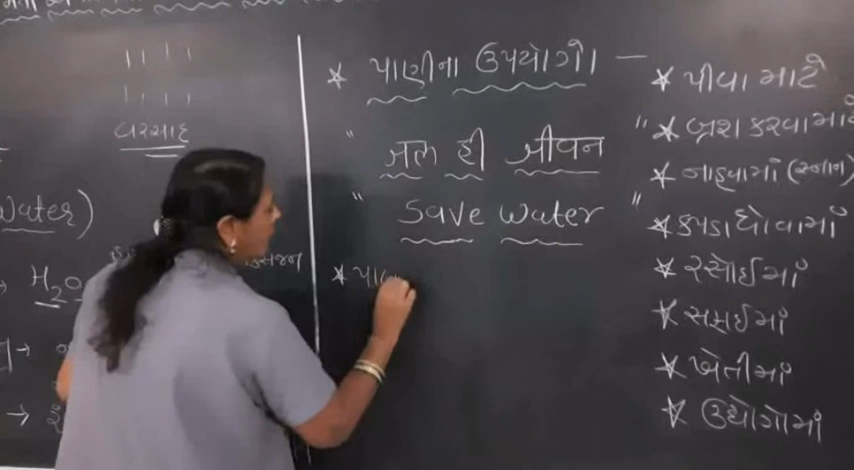 વરસાદ
Water)
H₂O
* પાણીના ઉપયોગો —
" જલ હી જીવન "
" Save water "
* પા
* પીવા માટે
* બ્રશ કરવા માટે
* નાહવામાં (સ્નાન)
* કપડા ધોવામાં
* રસોઈમાં
* સફાઈમાં
* ખેતીમાં
* ઉદ્યોગોમાં